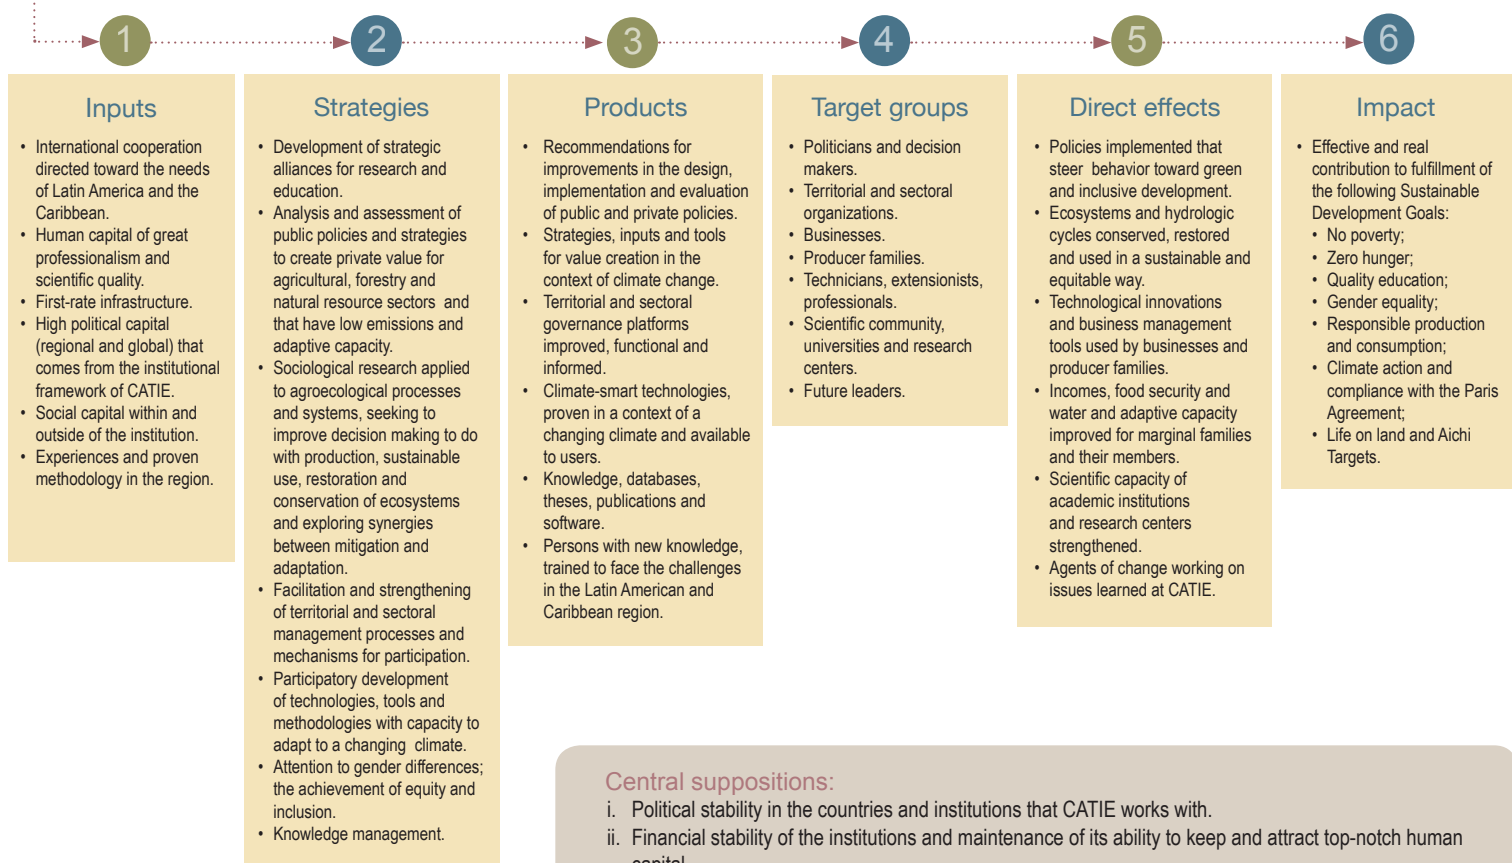 1
2
3
4
5
6
Inputs
• International cooperation
directed toward the needs
of Latin America and the
Caribbean.
• Human capital of great
professionalism and
scientific quality.
• First-rate infrastructure.
• High political capital
(regional and global) that
comes from the institutional
framework of CATIE.
• Social capital within and
outside of the institution.
• Experiences and proven
methodology in the region.
Strategies
• Development of strategic
alliances for research and
education.
• Analysis and assessment of
public policies and strategies
to create private value for
agricultural, forestry and
natural resource sectors and
that have low emissions and
adaptive capacity.
• Sociological research applied
to agroecological processes
and systems, seeking to
improve decision making to do
with production, sustainable
use, restoration and
conservation of ecosystems
and exploring synergies
between mitigation and
adaptation.
• Facilitation and strengthening
of territorial and sectoral
management processes and
mechanisms for participation.
• Participatory development
of technologies, tools and
methodologies with capacity to
adapt to a changing climate.
• Attention to gender differences;
the achievement of equity and
inclusion.
• Knowledge management.
Products
• Recommendations for
improvements in the design,
implementation and evaluation
of public and private policies.
• Strategies, inputs and tools
for value creation in the
context of climate change.
• Territorial and sectoral
governance platforms
improved, functional and
informed.
• Climate-smart technologies,
proven in a context of a
changing climate and available
to users.
• Knowledge, databases,
theses, publications and
software.
• Persons with new knowledge,
trained to face the challenges
in the Latin American and
Caribbean region.
Target groups
• Politicians and decision
makers.
• Territorial and sectoral
organizations.
• Businesses.
• Producer families.
• Technicians, extensionists,
professionals.
• Scientific community,
universities and research
centers.
• Future leaders.
Direct effects
• Policies implemented that
steer behavior toward green
and inclusive development.
• Ecosystems and hydrologic
cycles conserved, restored
and used in a sustainable and
equitable way.
• Technological innovations
and business management
tools used by businesses and
producer families.
• Incomes, food security and
water and adaptive capacity
improved for marginal families
and their members.
• Scientific capacity of
academic institutions
and research centers
strengthened.
• Agents of change working on
issues learned at CATIE.
Impact
• Effective and real
contribution to fulfillment of
the following Sustainable
Development Goals:
• No poverty;
• Zero hunger;
• Quality education;
• Gender equality;
• Responsible production
and consumption;
• Climate action and
compliance with the Paris
Agreement;
• Life on land and Aichi
Targets.
Central suppositions:
i. Political stability in the countries and institutions that CATIE works with.
ii. Financial stability of the institutions and maintenance of its ability to keep and attract top-notch human
capital